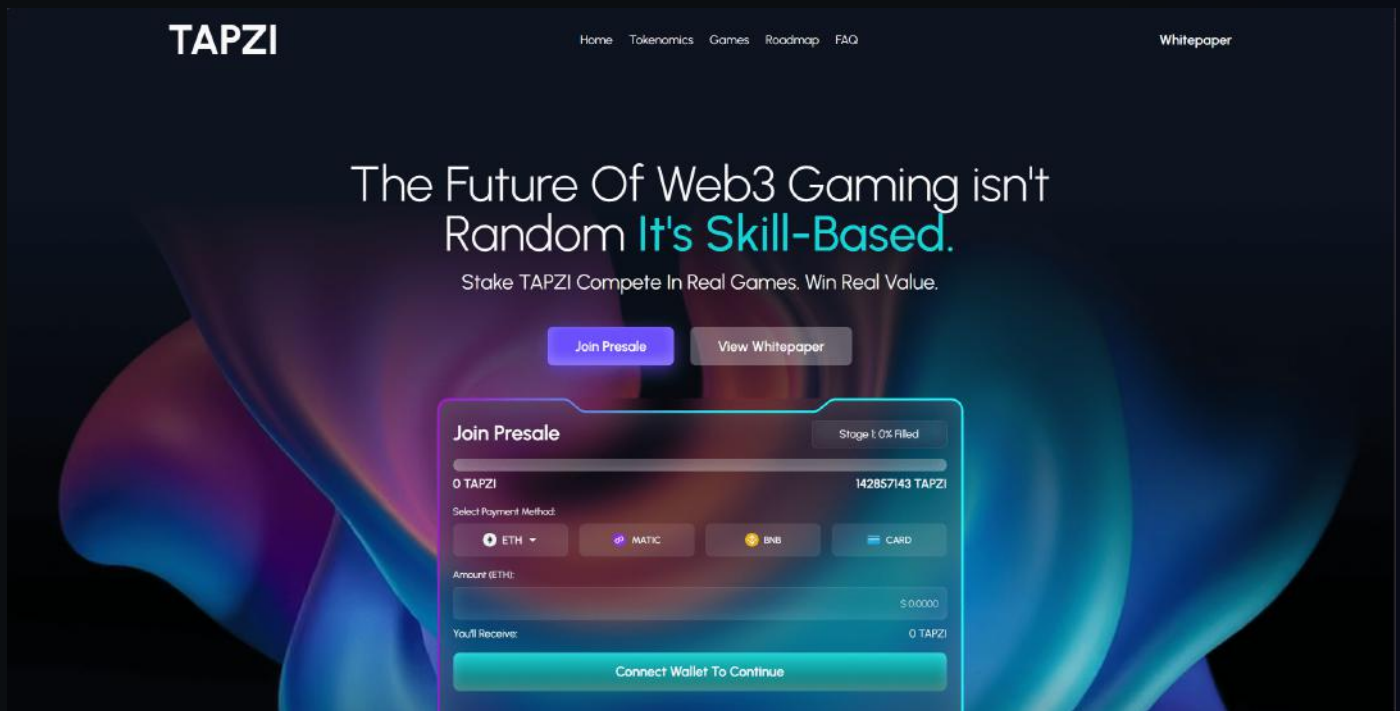 TAPZI
Home Tokenomics Games Roadmap FAQ
Whitepaper
The Future Of Web3 Gaming isn't
Random It's Skill-Based.
Stake TAPZI Compete In Real Games. Win Real Value.
Join Presale
View Whitepaper
Join Presale
Stage 1: 0% Filled
0 TAPZI
142857143 TAPZI
Select Payment Method:
ETH
MATIC
BNB
CARD
Amount (ETH):
$ 0.0000
You'll Receive:
0 TAPZI
Connect Wallet To Continue